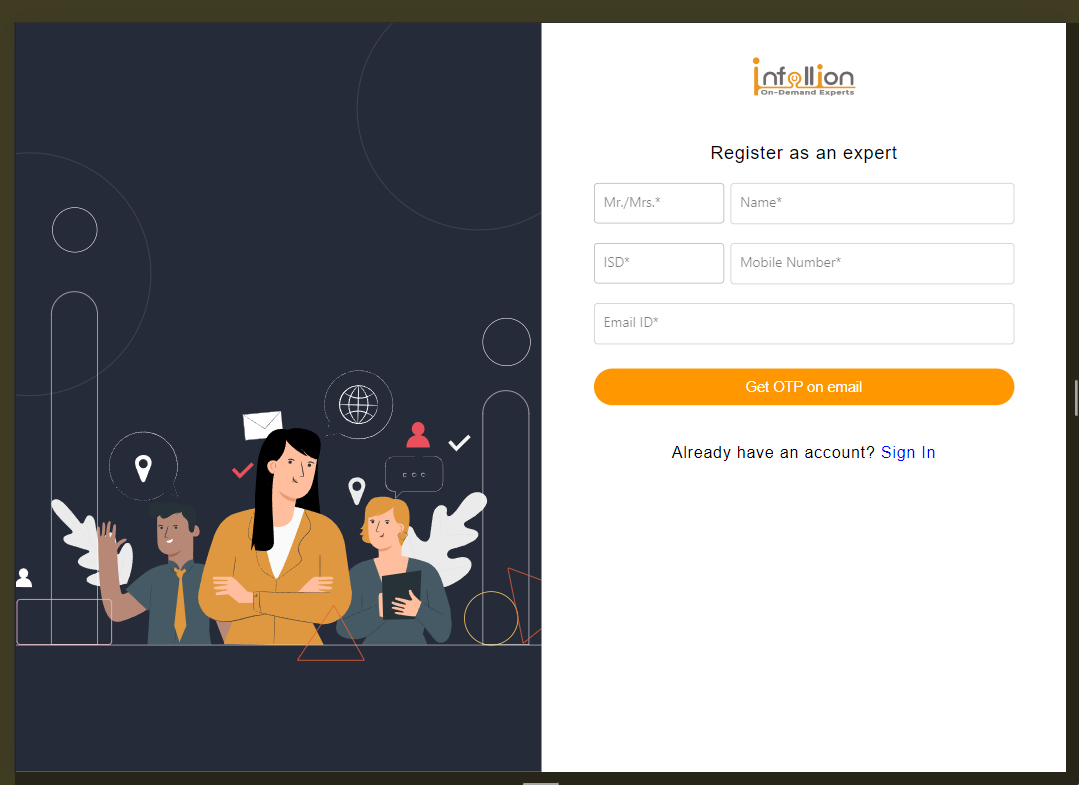 infollion
On-Demand Experts
Register as an expert
Mr./Mrs.* Name*
ISD* Mobile Number*
Email ID*
Get OTP on email
Already have an account? Sign In